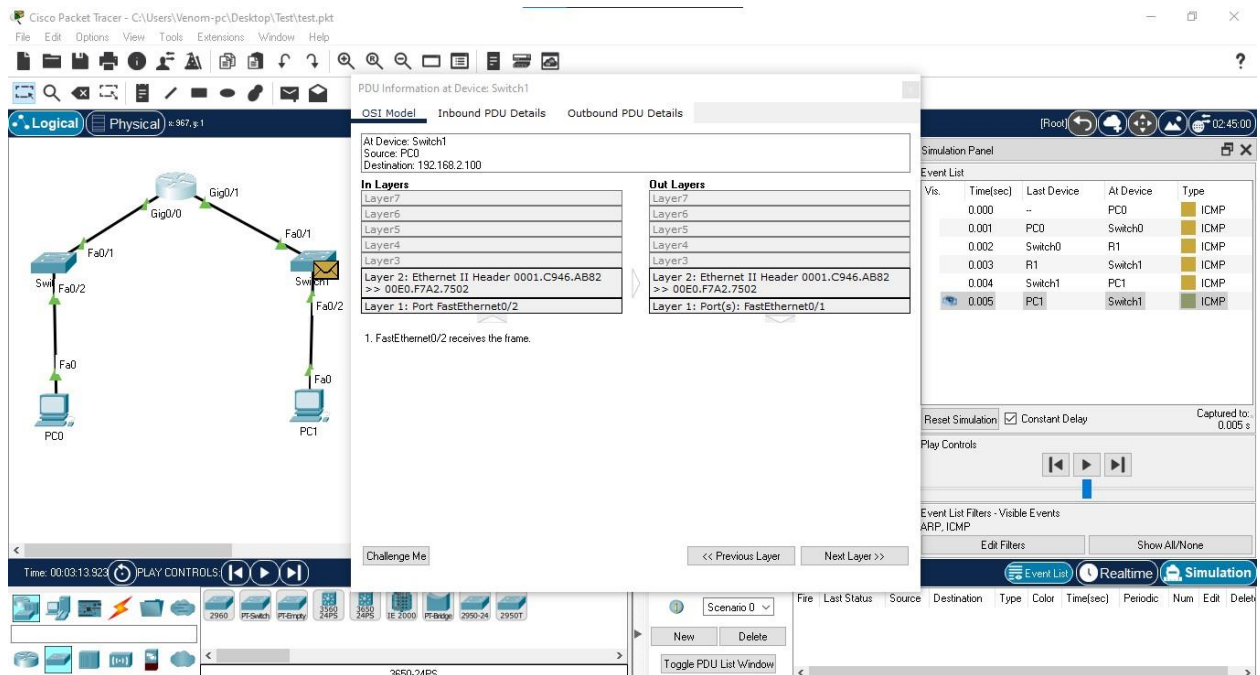 Cisco Packet Tracer - C:\Users\Venom-pc\Desktop\Test\test.pkt
File Edit Options View Tools Extensions Window Help
?
Logical Physical x: 967, y: 1
[Root] 02:45:00
PDU Information at Device: Switch1
OSI Model Inbound PDU Details Outbound PDU Details
At Device: Switch1
Source: PC0
Destination: 192.168.2.100
In Layers Out Layers
Layer7 Layer7
Layer6 Layer6
Layer5 Layer5
Layer4 Layer4
Layer3 Layer3
Layer 2: Ethernet II Header 0001.C946.AB82 >> 00E0.F7A2.7502
Layer 2: Ethernet II Header 0001.C946.AB82 >> 00E0.F7A2.7502
Layer 1: Port FastEthernet0/2 Layer 1: Port(s): FastEthernet0/1
1. FastEthernet0/2 receives the frame.
Challenge Me << Previous Layer Next Layer >>
Gig0/1
Gig0/0
Fa0/1
Fa0/1
Fa0/2
Fa0/2
Fa0
Fa0
PC0
PC1
Simulation Panel
Event List
Vis. Time(sec) Last Device At Device Type
0.000 -- PC0 ICMP
0.001 PC0 Switch0 ICMP
0.002 Switch0 R1 ICMP
0.003 R1 Switch1 ICMP
0.004 Switch1 PC1 ICMP
0.005 PC1 Switch1 ICMP
Reset Simulation Constant Delay Captured to:
0.005 s
Play Controls
Event List Filters - Visible Events
ARP, ICMP
Edit Filters Show All/None
Time: 00:03:13.923 PLAY CONTROLS:
Event List Realtime Simulation
2960 PT-Switch PT-Empty 3560 24PS 3650 24PS IE 2000 PT-Bridge 2950-24 2950T
3650-24PS
Scenario 0
New Delete
Toggle PDU List Window
Fire Last Status Source Destination Type Color Time(sec) Periodic Num Edit Delete